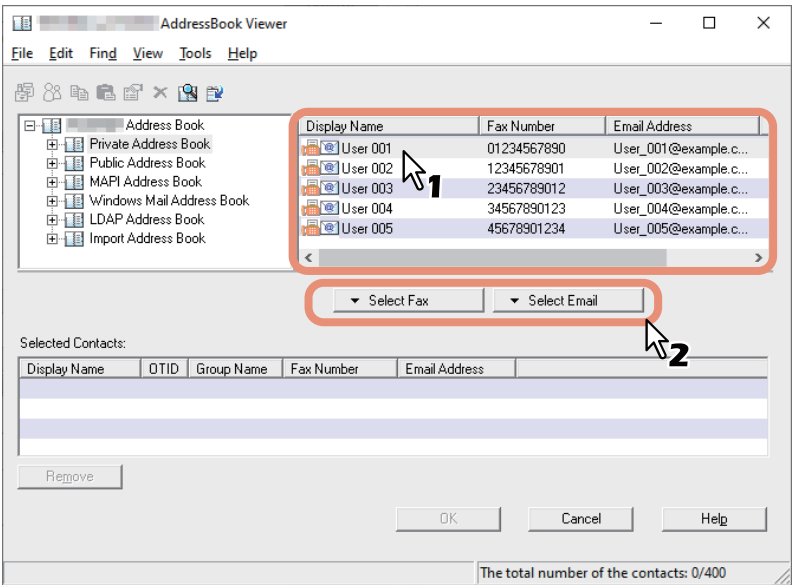 AddressBook Viewer
File Edit Find View Tools Help
Address Book
Private Address Book
Public Address Book
MAPI Address Book
Windows Mail Address Book
LDAP Address Book
Import Address Book
Display Name Fax Number Email Address
User 001 01234567890 User_001@example.c...
User 002 12345678901 User_002@example.c...
User 003 23456789012 User_003@example.c...
User 004 34567890123 User_004@example.c...
User 005 45678901234 User_005@example.c...
1
Select Fax Select Email
2
Selected Contacts:
Display Name OTID Group Name Fax Number Email Address
Remove
OK Cancel Help
The total number of the contacts: 0/400